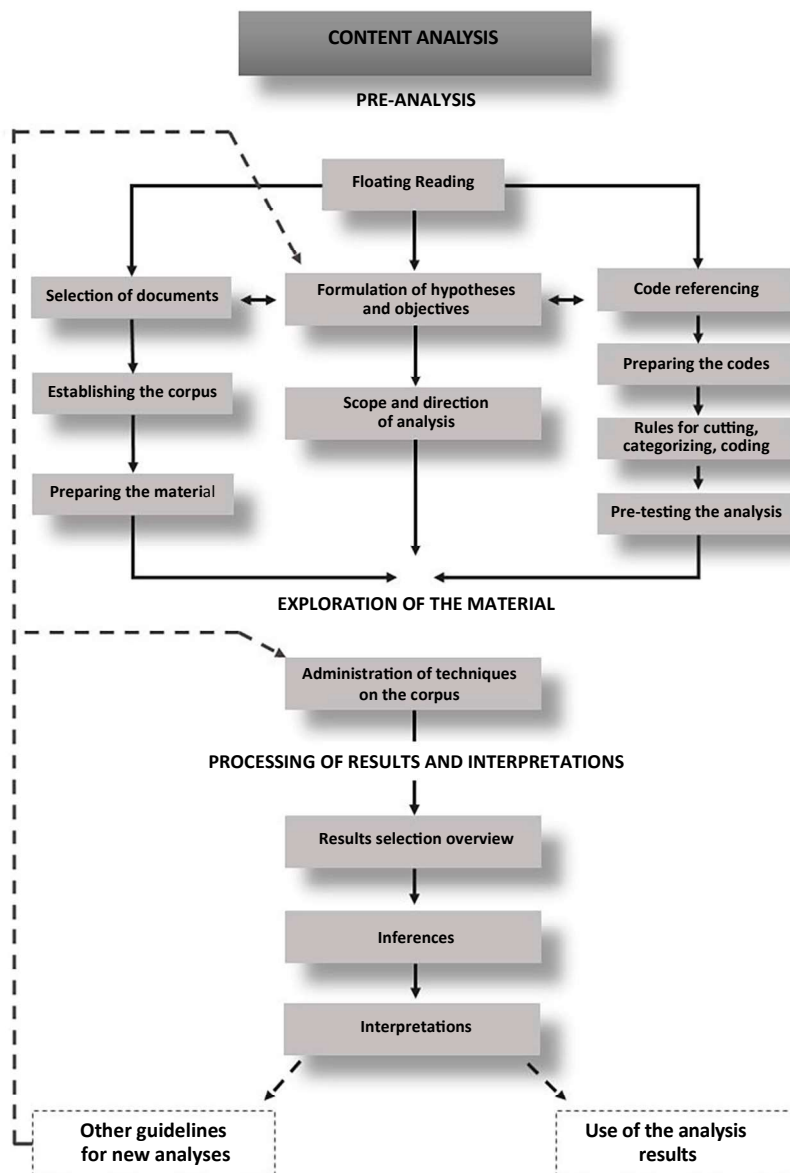 CONTENT ANALYSIS
PRE-ANALYSIS
Floating Reading
Selection of documents
Formulation of hypotheses
and objectives
Code referencing
Establishing the corpus
Scope and direction
of analysis
Preparing the codes
Rules for cutting,
categorizing, coding
Preparing the material
Pre-testing the analysis
EXPLORATION OF THE MATERIAL
Administration of techniques
on the corpus
PROCESSING OF RESULTS AND INTERPRETATIONS
Results selection overview
Inferences
Interpretations
Other guidelines
for new analyses
Use of the analysis
results